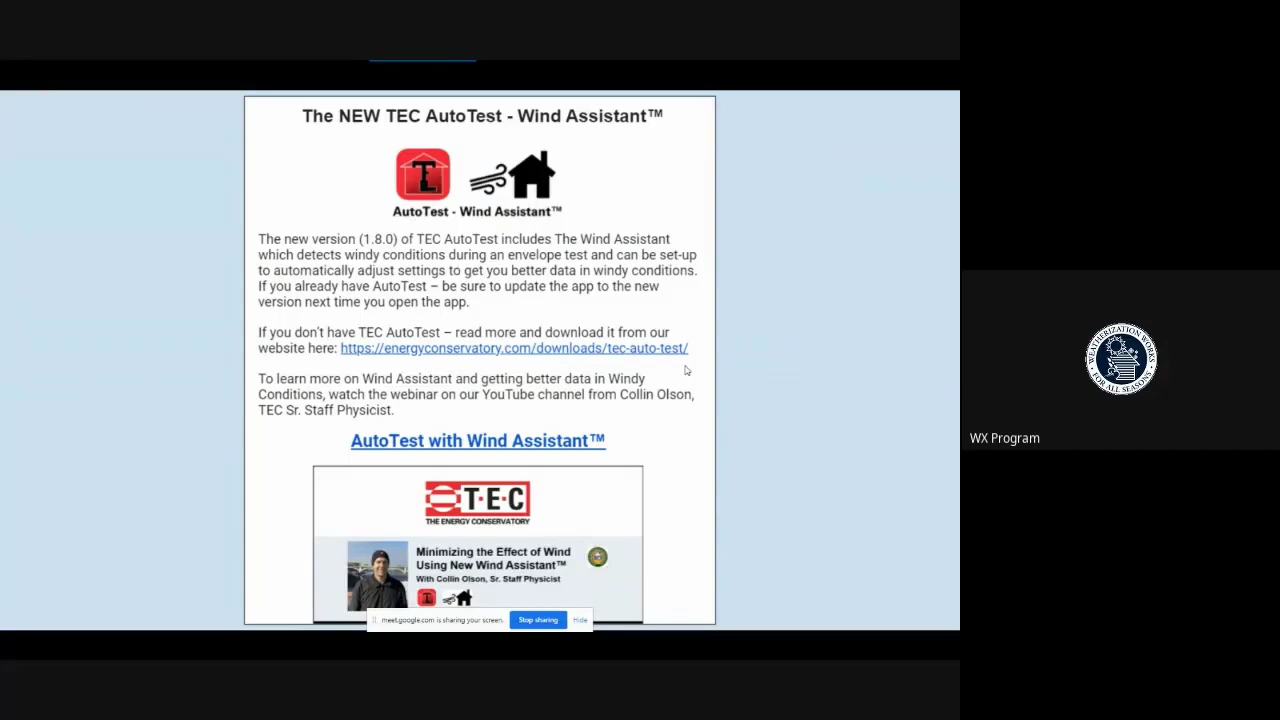 The NEW TEC AutoTest - Wind Assistant™
AutoTest - Wind Assistant™
The new version (1.8.0) of TEC AutoTest includes The Wind Assistant
which detects windy conditions during an envelope test and can be set-up
to automatically adjust settings to get you better data in windy conditions.
If you already have AutoTest – be sure to update the app to the new
version next time you open the app.
If you don't have TEC AutoTest – read more and download it from our
website here: https://energyconservatory.com/downloads/tec-auto-test/
To learn more on Wind Assistant and getting better data in Windy
Conditions, watch the webinar on our YouTube channel from Collin Olson,
TEC Sr. Staff Physicist.
AutoTest with Wind Assistant™
T·E·C
THE ENERGY CONSERVATORY
Minimizing the Effect of Wind
Using New Wind Assistant™
With Collin Olson, Sr. Staff Physicist
meet.google.com is sharing your screen.
Stop sharing
Hide
WEATHERIZATION WORKS
FOR ALL SEASONS
WX Program